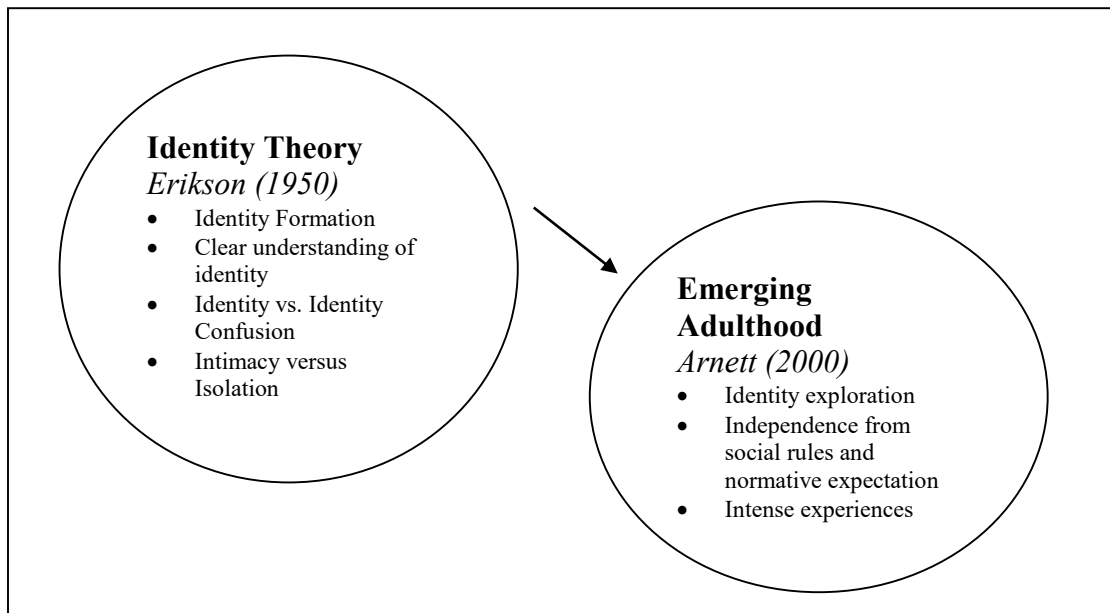 Identity Theory
Erikson (1950)
• Identity Formation
• Clear understanding of
identity
• Identity vs. Identity
Confusion
• Intimacy versus
Isolation
Emerging
Adulthood
Arnett (2000)
• Identity exploration
• Independence from
social rules and
normative expectation
• Intense experiences